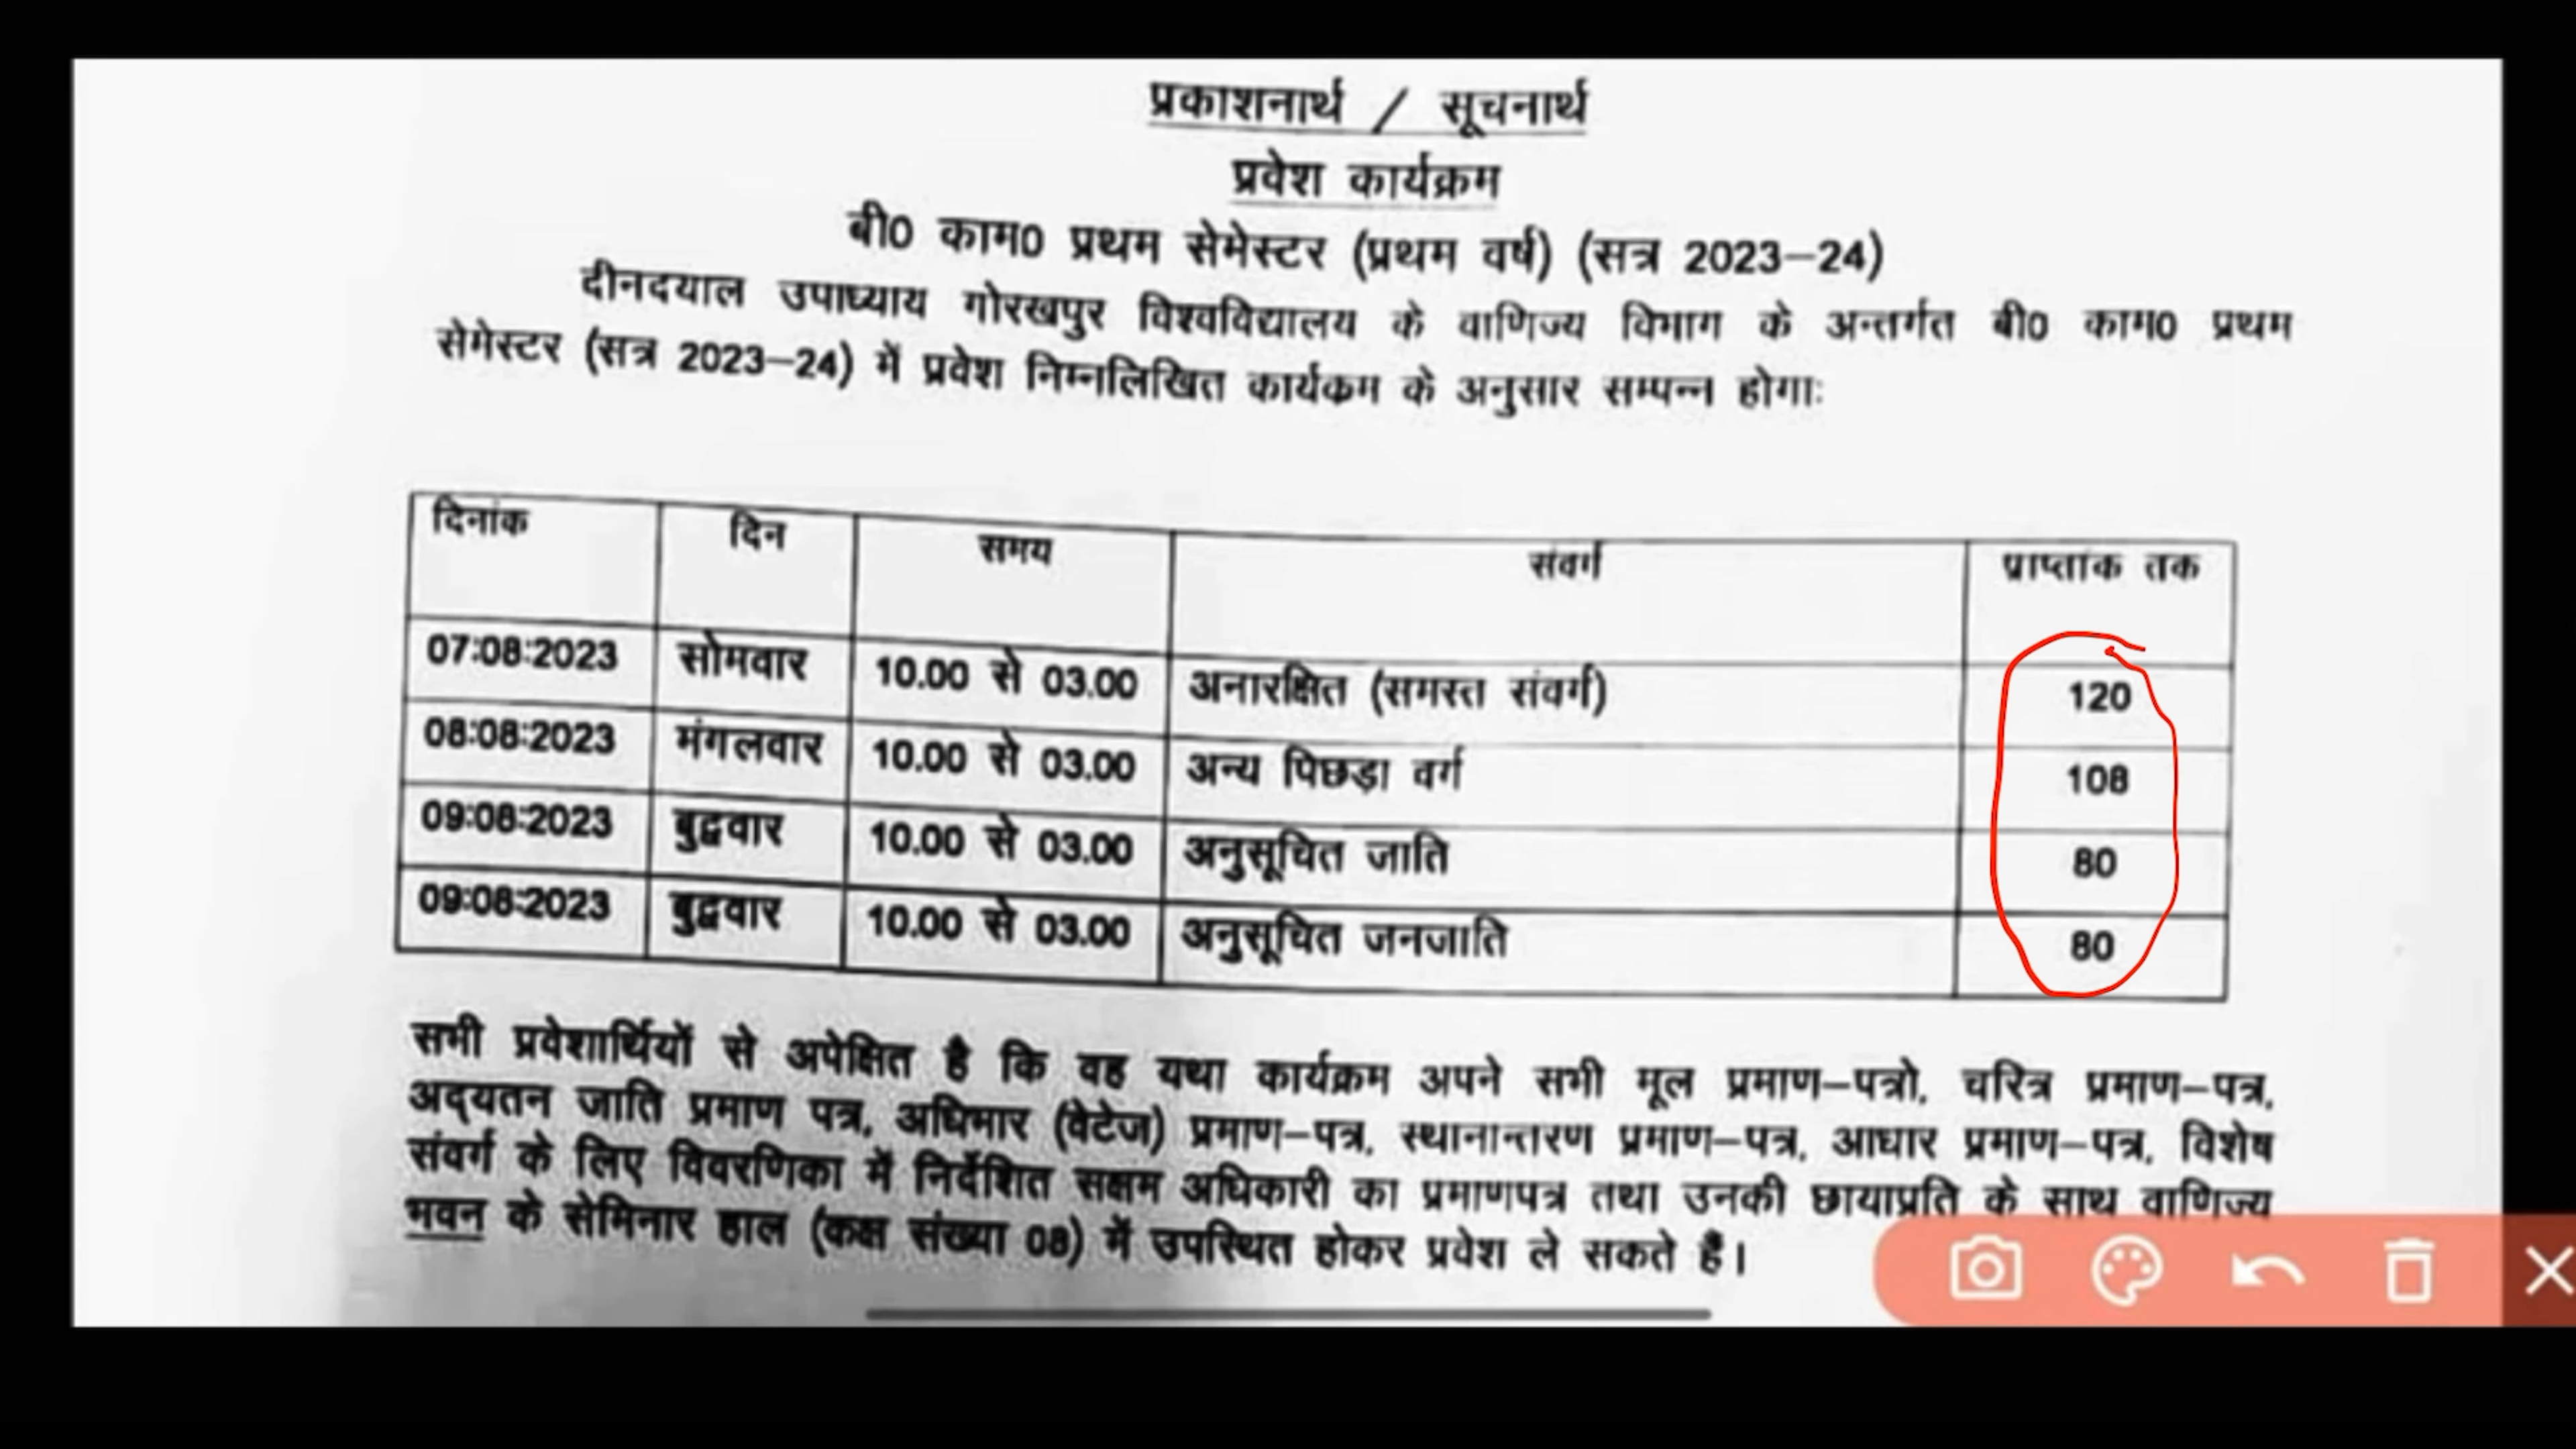 प्रकाशनार्थ / सूचनार्थ
प्रवेश कार्यक्रम
बी0 काम0 प्रथम सेमेस्टर (प्रथम वर्ष) (सत्र 2023–24)
दीनदयाल उपाध्याय गोरखपुर विश्वविद्यालय के वाणिज्य विभाग के अन्तर्गत बी0 काम0 प्रथम
सेमेस्टर (सत्र 2023–24) में प्रवेश निम्नलिखित कार्यकम के अनुसार सम्पन्न होगाः
दिनांक दिन समय संवर्ग प्राप्तांक तक
07:08:2023 सोमवार 10.00 से 03.00 अनारक्षित (समस्त संवर्ग) 120
08:08:2023 मंगलवार 10.00 से 03.00 अन्य पिछड़ा वर्ग 108
09:08:2023 बुद्ववार 10.00 से 03.00 अनुसूचित जाति 80
09:08:2023 बुद्ववार 10.00 से 03.00 अनुसूचित जनजाति 80
सभी प्रवेशार्थियों से अपेक्षित है कि वह यथा कार्यक्रम अपने सभी मूल प्रमाण–पत्रो, चरित्र प्रमाण–पत्र,
अद्‌यतन जाति प्रमाण पत्र, अधिभार (वेटेज) प्रमाण–पत्र, स्थानान्तरण प्रमाण–पत्र, आधार प्रमाण–पत्र, विशेष
संवर्ग के लिए विवरणिका में निर्देशित सक्षम अधिकारी का प्रमाणपत्र तथा उनकी छायाप्रति के साथ वाणिज्य
भवन के सेमिनार हाल (कक्ष संख्या 08) में उपस्थित होकर प्रवेश ले सकते हैं।